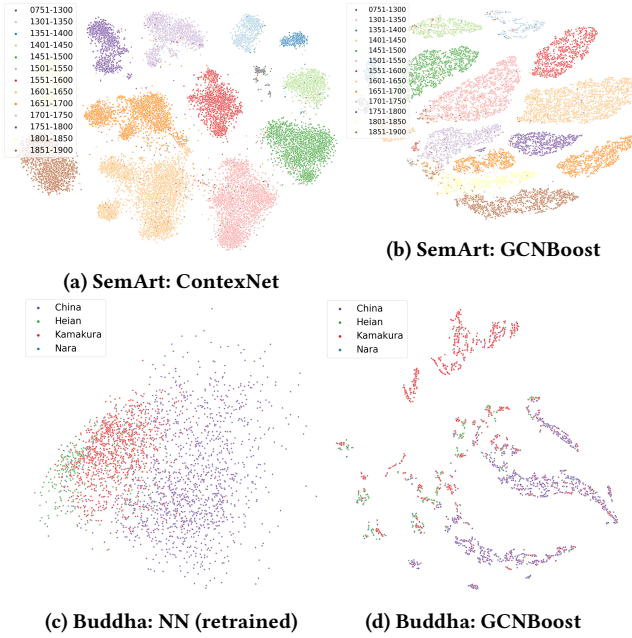 0751-1300
1301-1350
1351-1400
1401-1450
1451-1500
1501-1550
1551-1600
1601-1650
1651-1700
1701-1750
1751-1800
1801-1850
1851-1900
(a) SemArt: ContexNet
0751-1300
1301-1350
1351-1400
1401-1450
1451-1500
1501-1550
1551-1600
1601-1650
1651-1700
1701-1750
1751-1800
1801-1850
1851-1900
(b) SemArt: GCNBoost
China
Heian
Kamakura
Nara
(c) Buddha: NN (retrained)
China
Heian
Kamakura
Nara
(d) Buddha: GCNBoost